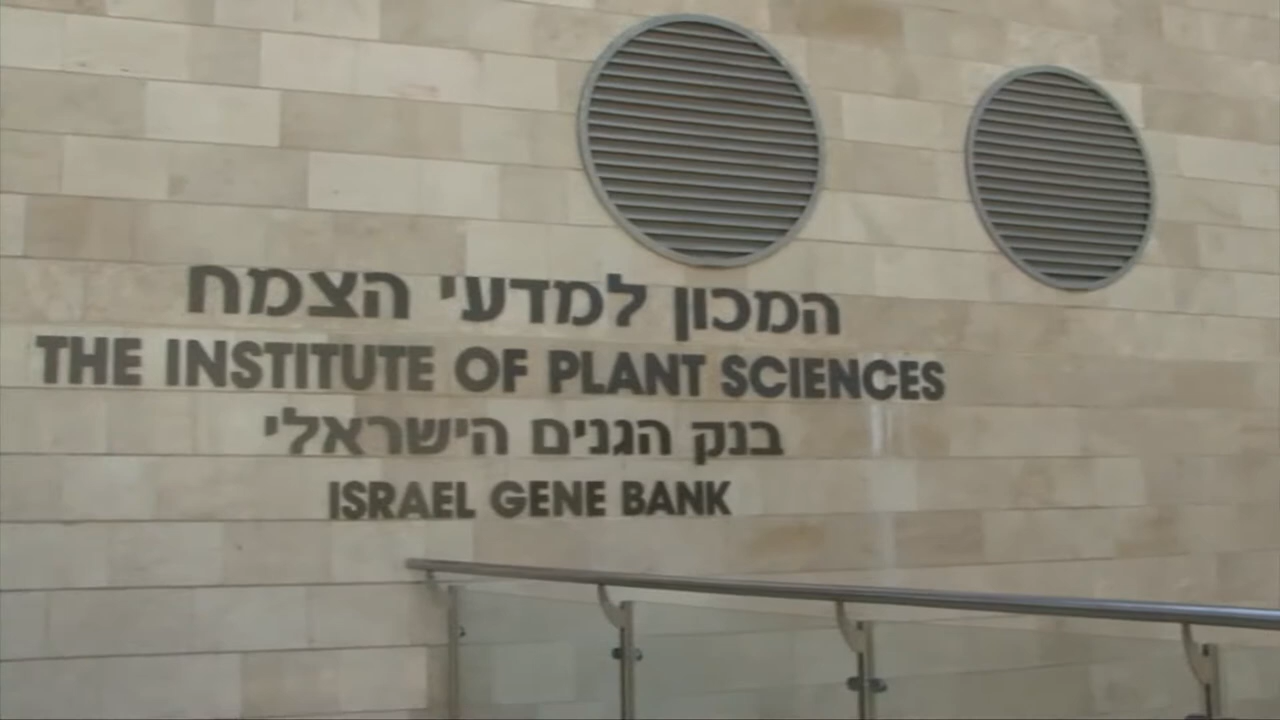 המכון למדעי הצמח
THE INSTITUTE OF PLANT SCIENCES
בנק הגנים הישראלי
ISRAEL GENE BANK